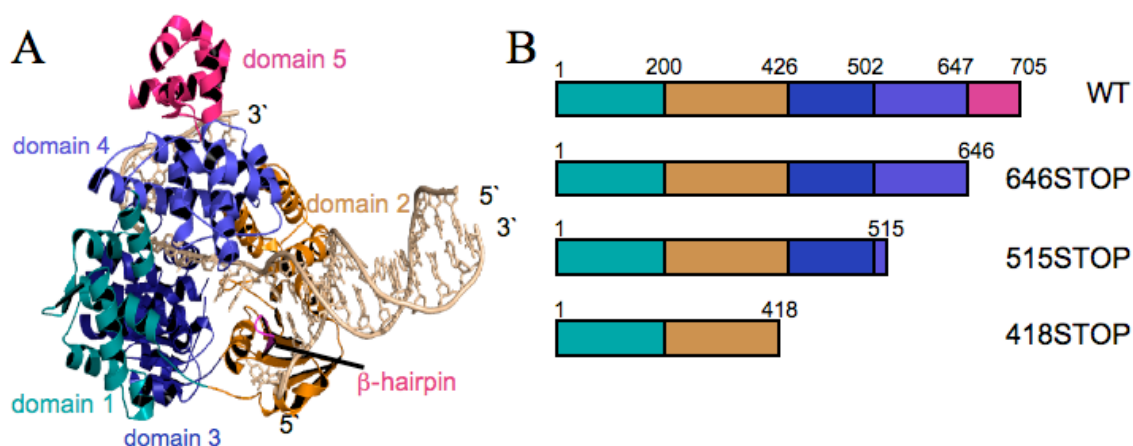 A
domain 5
3`
domain 4
domain 2
5`
3`
β-hairpin
domain 1
5`
domain 3
B
1 200 426 502 647 705
WT
1 646
646STOP
1 515
515STOP
1 418
418STOP